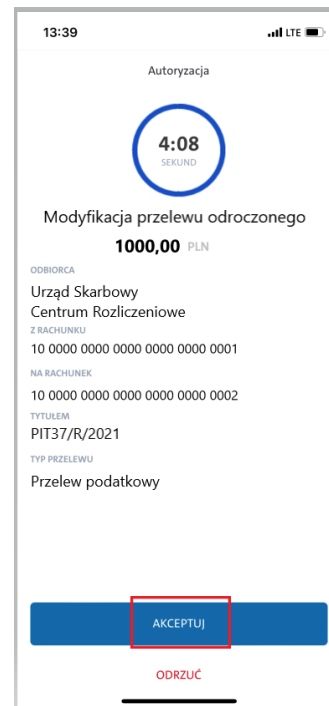 13:39 LTE
Autoryzacja
4:08
SEKUND
Modyfikacja przelewu odroczonego
1000,00 PLN
ODBIORCA
Urząd Skarbowy
Centrum Rozliczeniowe
Z RACHUNKU
10 0000 0000 0000 0000 0000 0001
NA RACHUNEK
10 0000 0000 0000 0000 0000 0002
TYTUŁEM
PIT37/R/2021
TYP PRZELEWU
Przelew podatkowy
AKCEPTUJ
ODRZUĆ